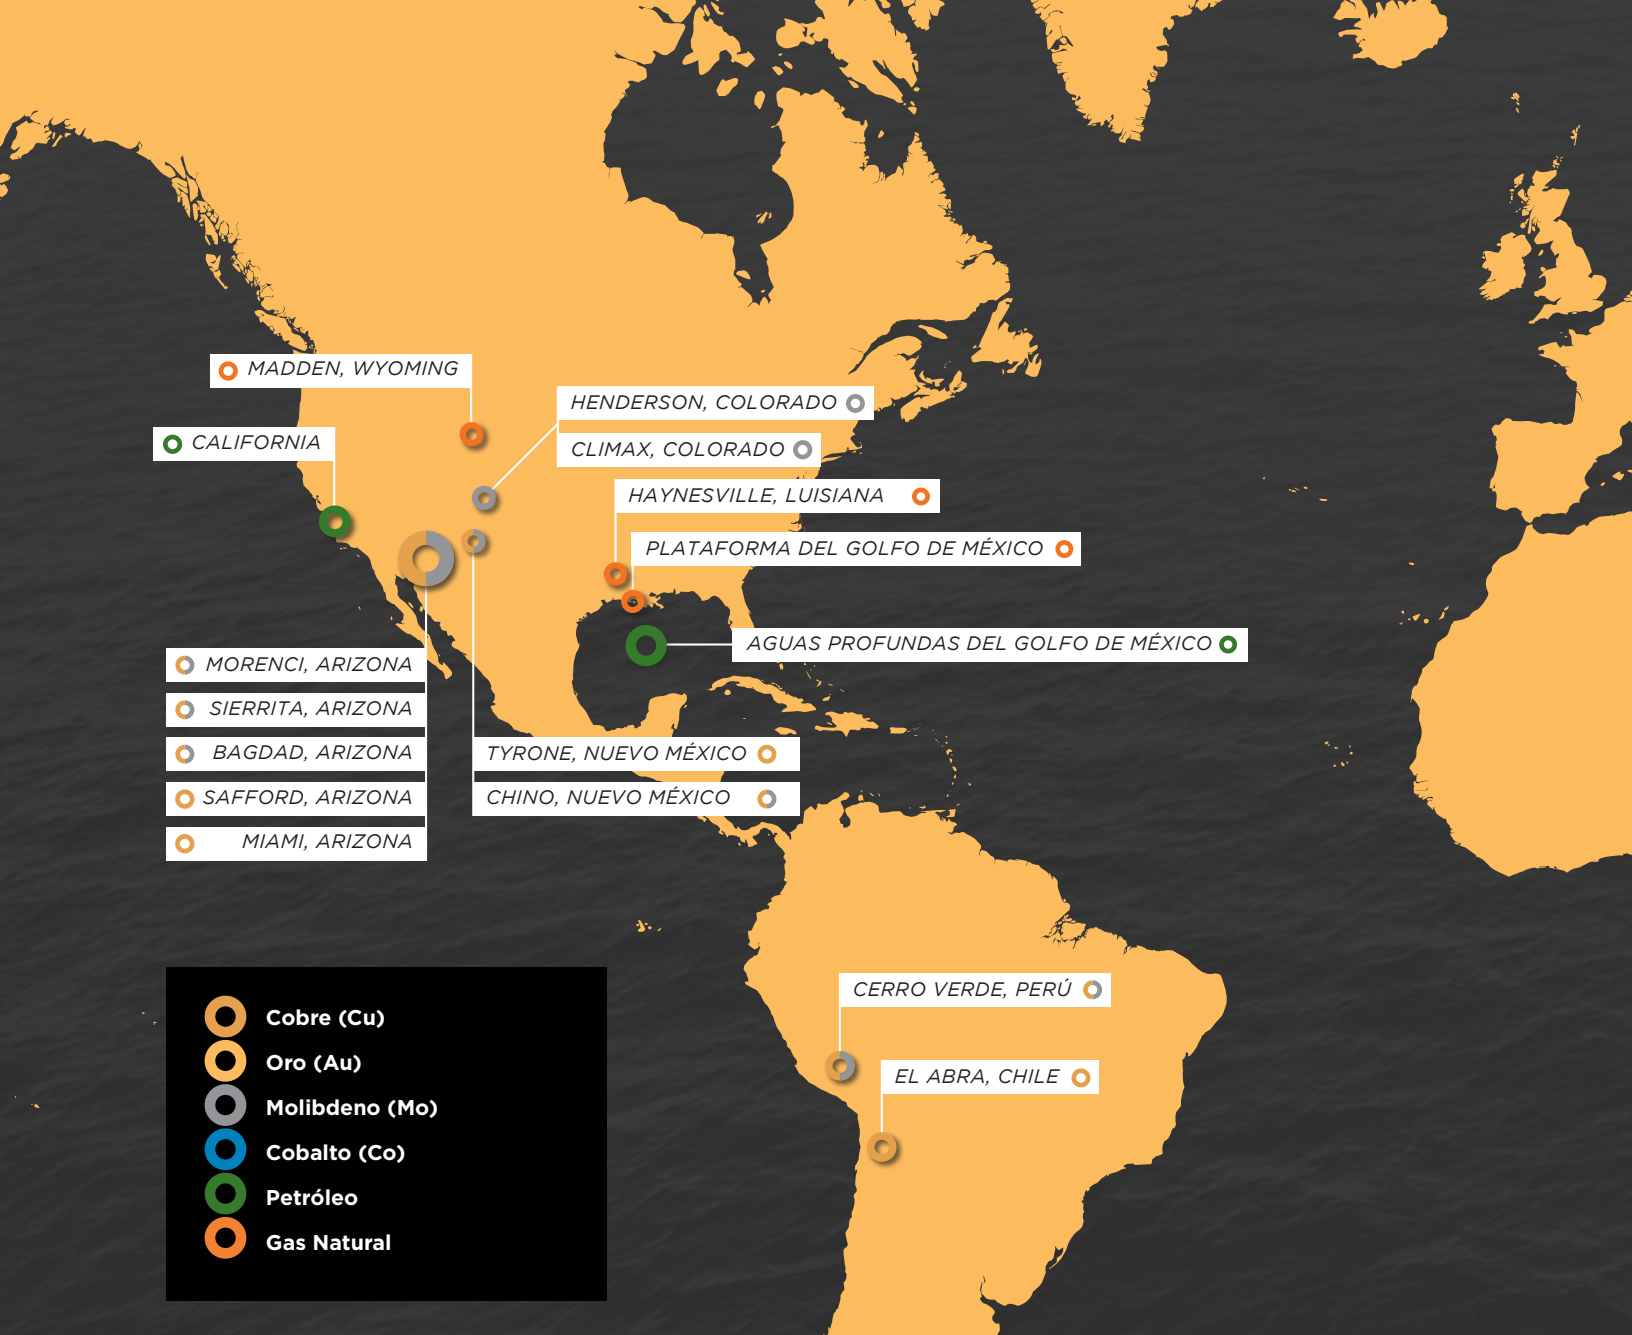 MADDEN, WYOMING
HENDERSON, COLORADO
CALIFORNIA
CLIMAX, COLORADO
HAYNESVILLE, LUISIANA
PLATAFORMA DEL GOLFO DE MÉXICO
AGUAS PROFUNDAS DEL GOLFO DE MÉXICO
MORENCI, ARIZONA
SIERRITA, ARIZONA
BAGDAD, ARIZONA
SAFFORD, ARIZONA
MIAMI, ARIZONA
TYRONE, NUEVO MÉXICO
CHINO, NUEVO MÉXICO
CERRO VERDE, PERÚ
EL ABRA, CHILE
Cobre (Cu)
Oro (Au)
Molibdeno (Mo)
Cobalto (Co)
Petróleo
Gas Natural